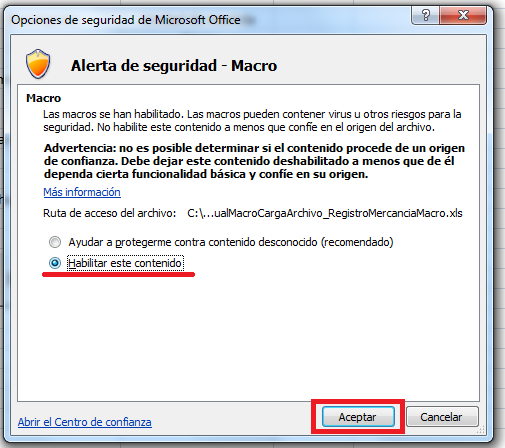 Opciones de seguridad de Microsoft Office
Alerta de seguridad - Macro
Macro
Las macros se han habilitado. Las macros pueden contener virus u otros riesgos para la
seguridad. No habilite este contenido a menos que confíe en el origen del archivo.
Advertencia: no es posible determinar si el contenido procede de un origen
de confianza. Debe dejar este contenido deshabilitado a menos que de él
dependa cierta funcionalidad básica y confíe en su origen.
Más información
Ruta de acceso del archivo: C:\...ualMacroCargaArchivo_RegistroMercanciaMacro.xls
Ayudar a protegerme contra contenido desconocido (recomendado)
Habilitar este contenido
Abrir el Centro de confianza
Aceptar
Cancelar